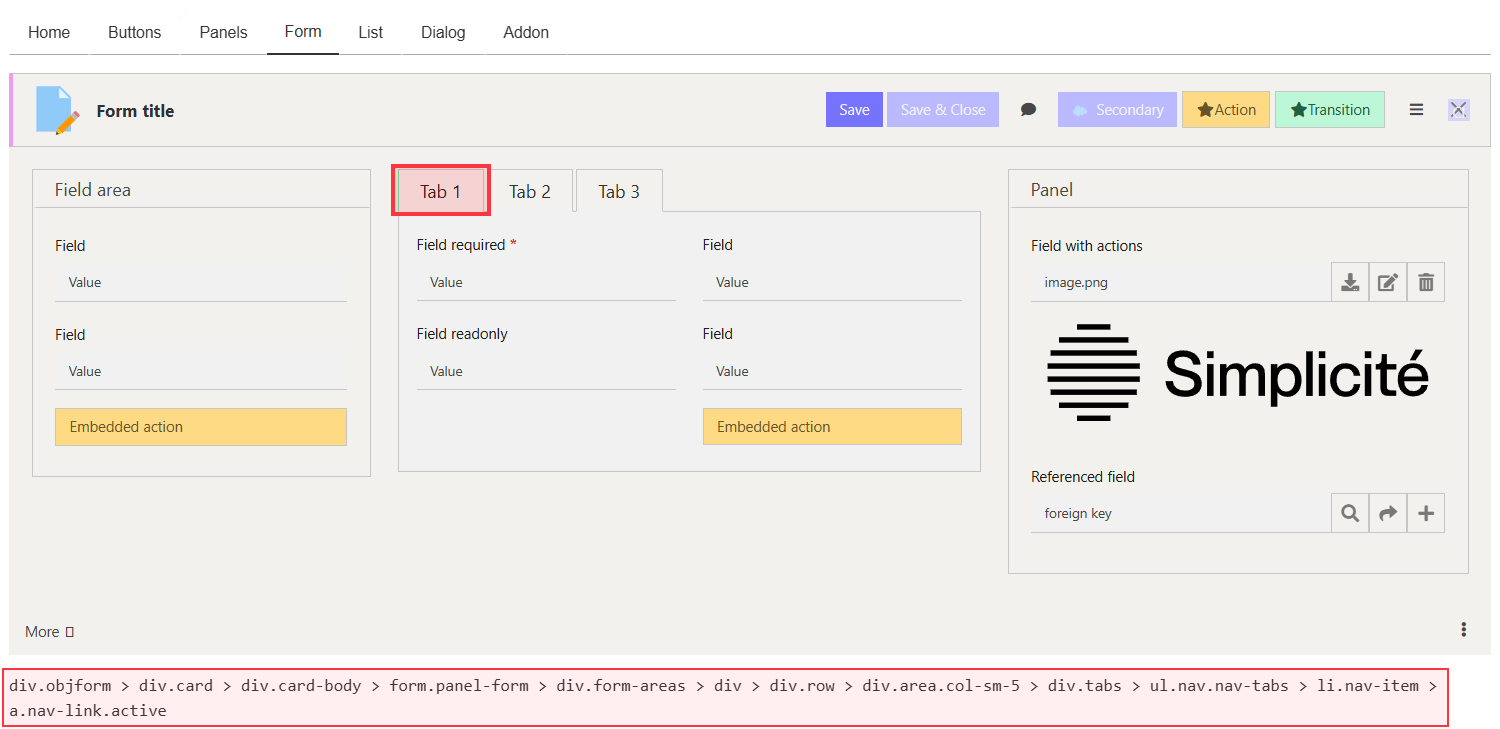 Home Buttons Panels Form List Dialog Addon
Form title
Save Save & Close Secondary Action Transition
Field area
Field
Value
Field
Value
Embedded action
Tab 1 Tab 2 Tab 3
Field required * Field
Value Value
Field readonly Field
Value Value
Embedded action
Panel
Field with actions
image.png
Simplicité
Referenced field
foreign key
More
div.objform > div.card > div.card-body > form.panel-form > div.form-areas > div > div.row > div.area.col-sm-5 > div.tabs > ul.nav.nav-tabs > li.nav-item >
a.nav-link.active